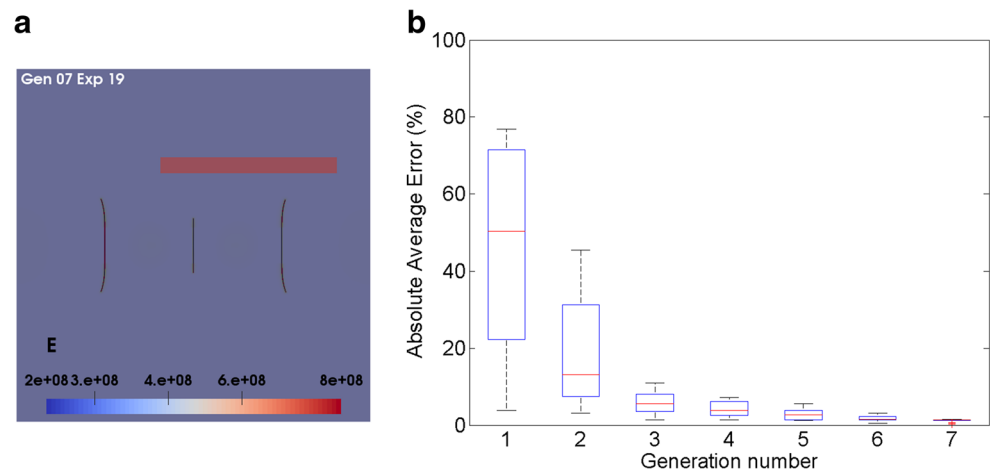 a
Gen 07 Exp 19
E
2e+08 3.e+08 4.e+08 6.e+08 8e+08
b
Absolute Average Error (%)
100
80
60
40
20
0
1 2 3 4 5 6 7
Generation number